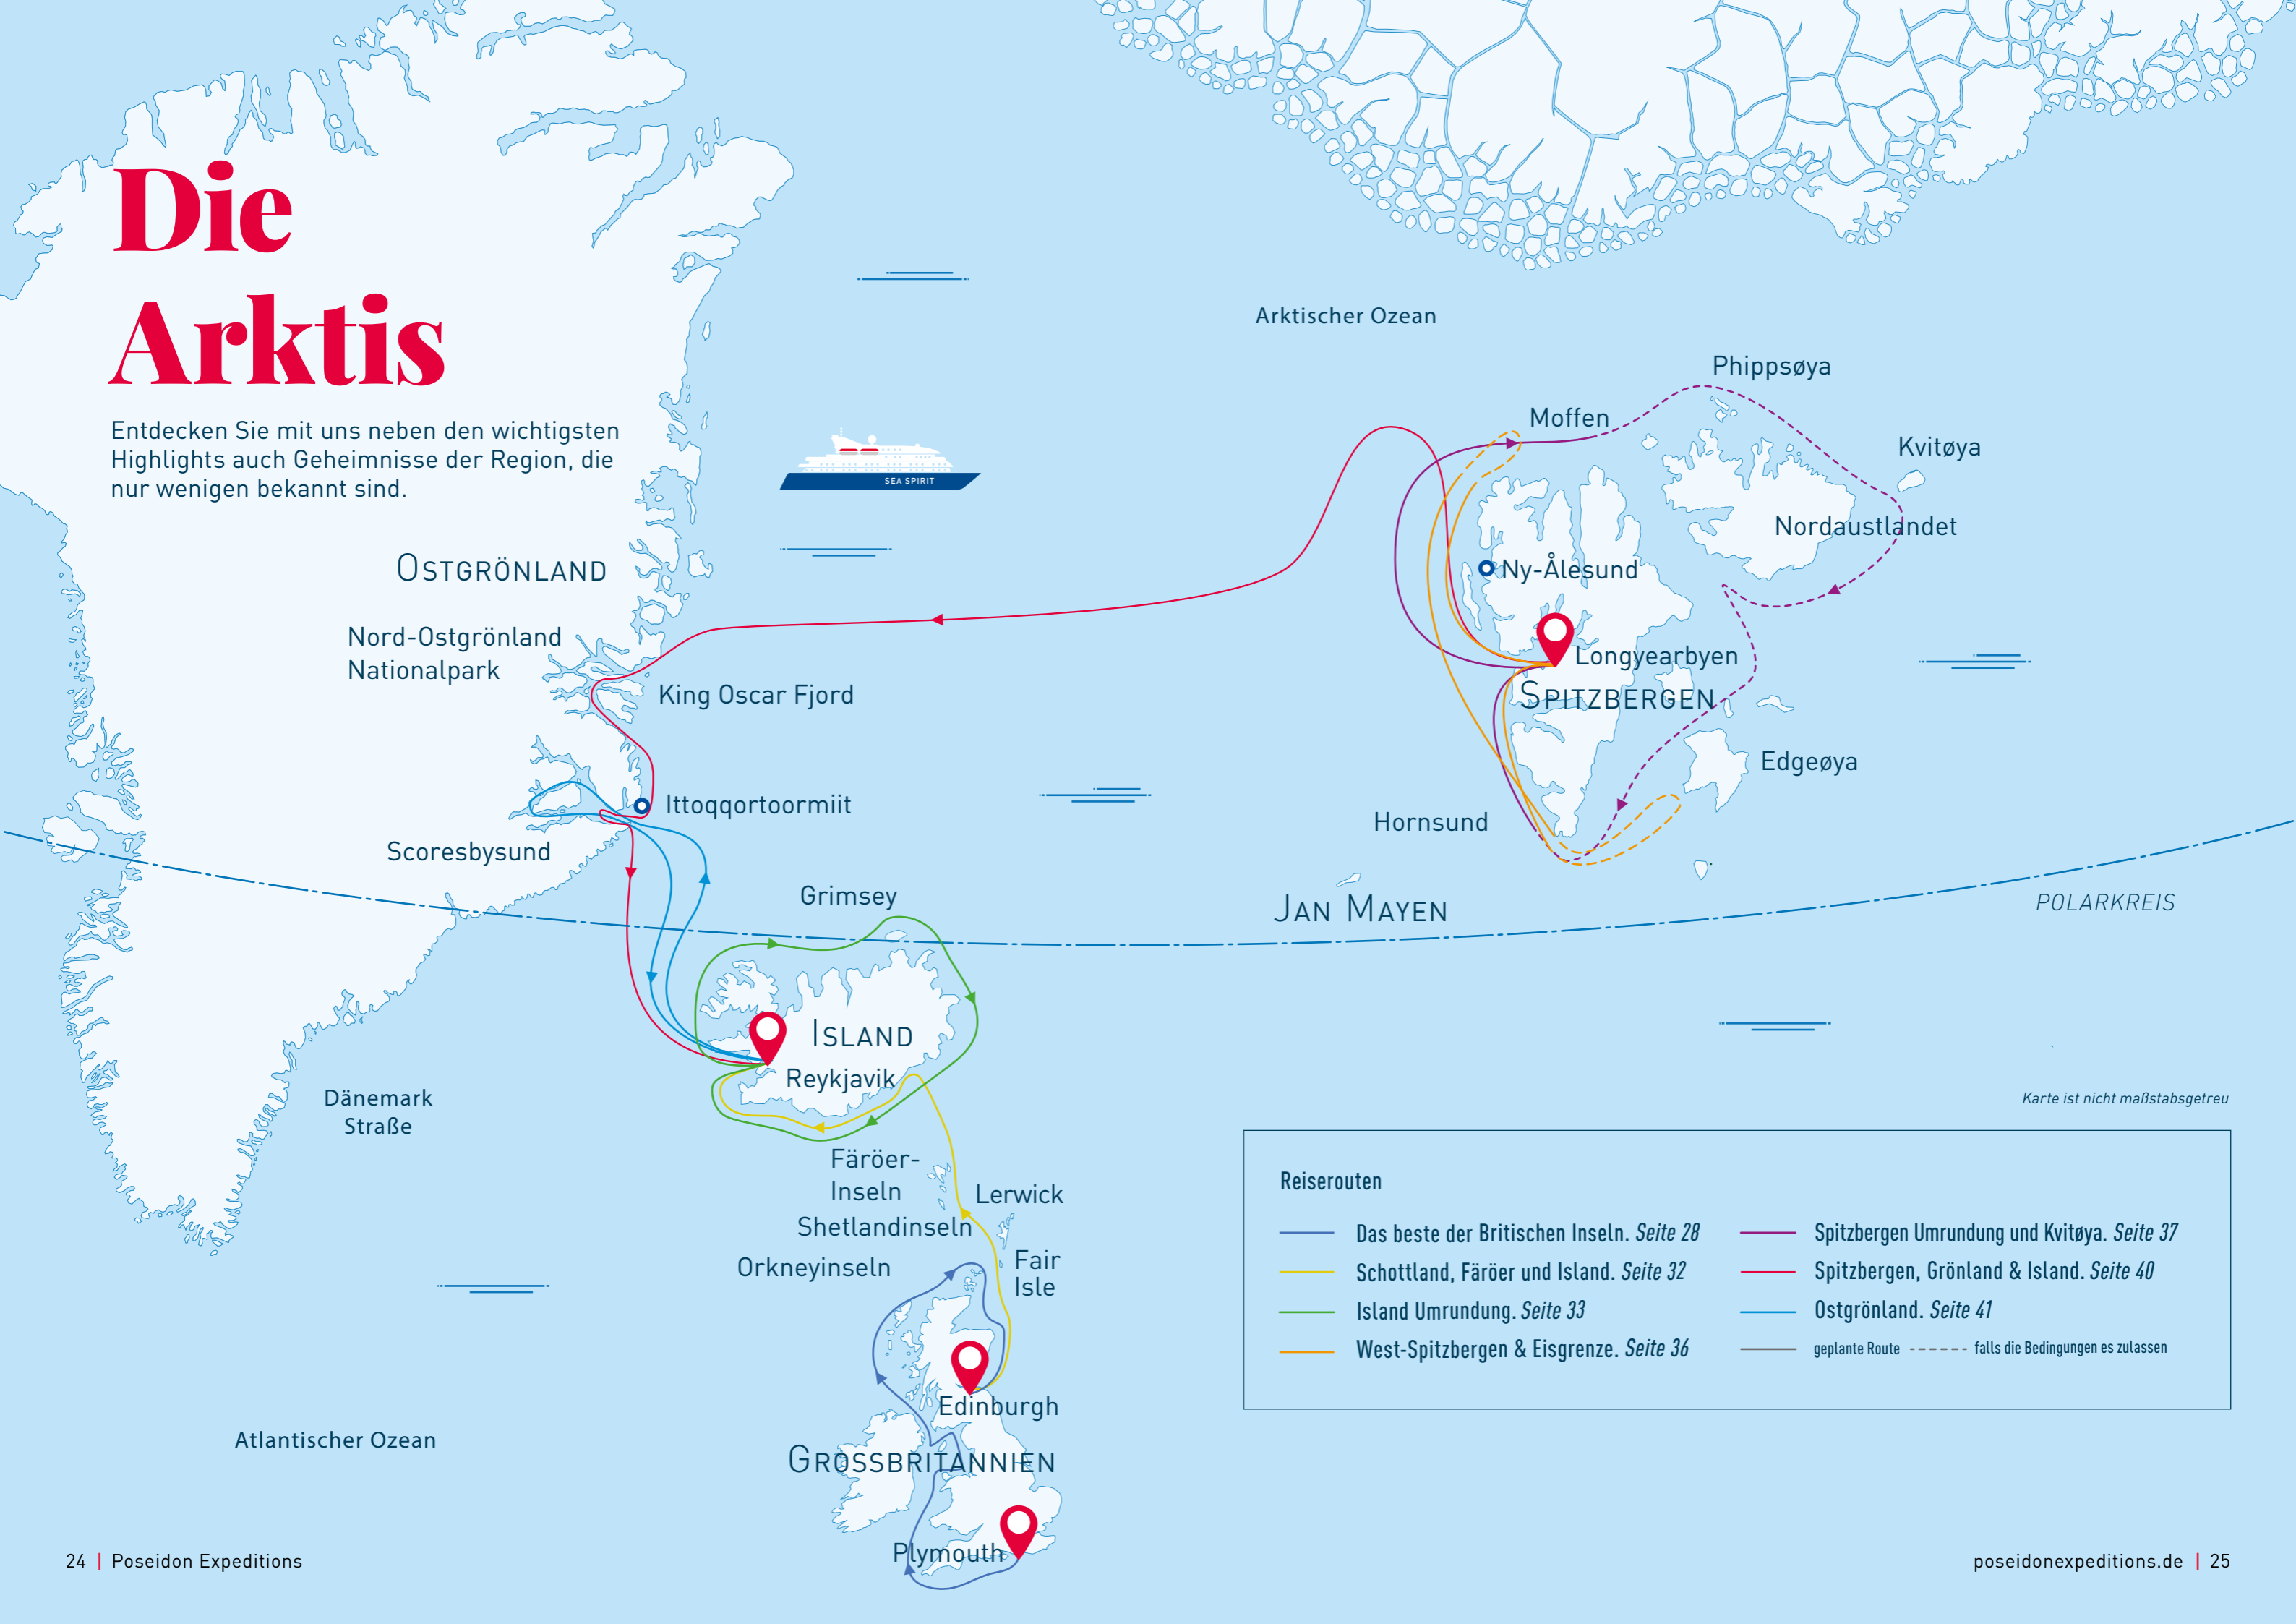 Die
Arktis
Entdecken Sie mit uns neben den wichtigsten
Highlights auch Geheimnisse der Region, die
nur wenigen bekannt sind.
SEA SPIRIT
Arktischer Ozean
Phippsøya
Moffen
Kvitøya
Nordaustlandet
OSTGRÖNLAND
Ny-Ålesund
Nord-Ostgrönland
Nationalpark
Longyearbyen
SPITZBERGEN
King Oscar Fjord
Edgeøya
Ittoqqortoormiit
Hornsund
Scoresbysund
Grimsey
JAN MAYEN
POLARKREIS
ISLAND
Reykjavik
Dänemark
Straße
Karte ist nicht maßstabsgetreu
Färöer-
Inseln
Lerwick
Shetlandinseln
Orkneyinseln
Fair
Isle
Edinburgh
Atlantischer Ozean
GROSSBRITANNIEN
Plymouth
Reiserouten
Das beste der Britischen Inseln. Seite 28
Schottland, Färöer und Island. Seite 32
Island Umrundung. Seite 33
West-Spitzbergen & Eisgrenze. Seite 36
Spitzbergen Umrundung und Kvitøya. Seite 37
Spitzbergen, Grönland & Island. Seite 40
Ostgrönland. Seite 41
geplante Route falls die Bedingungen es zulassen
24 | Poseidon Expeditions
poseidonexpeditions.de | 25